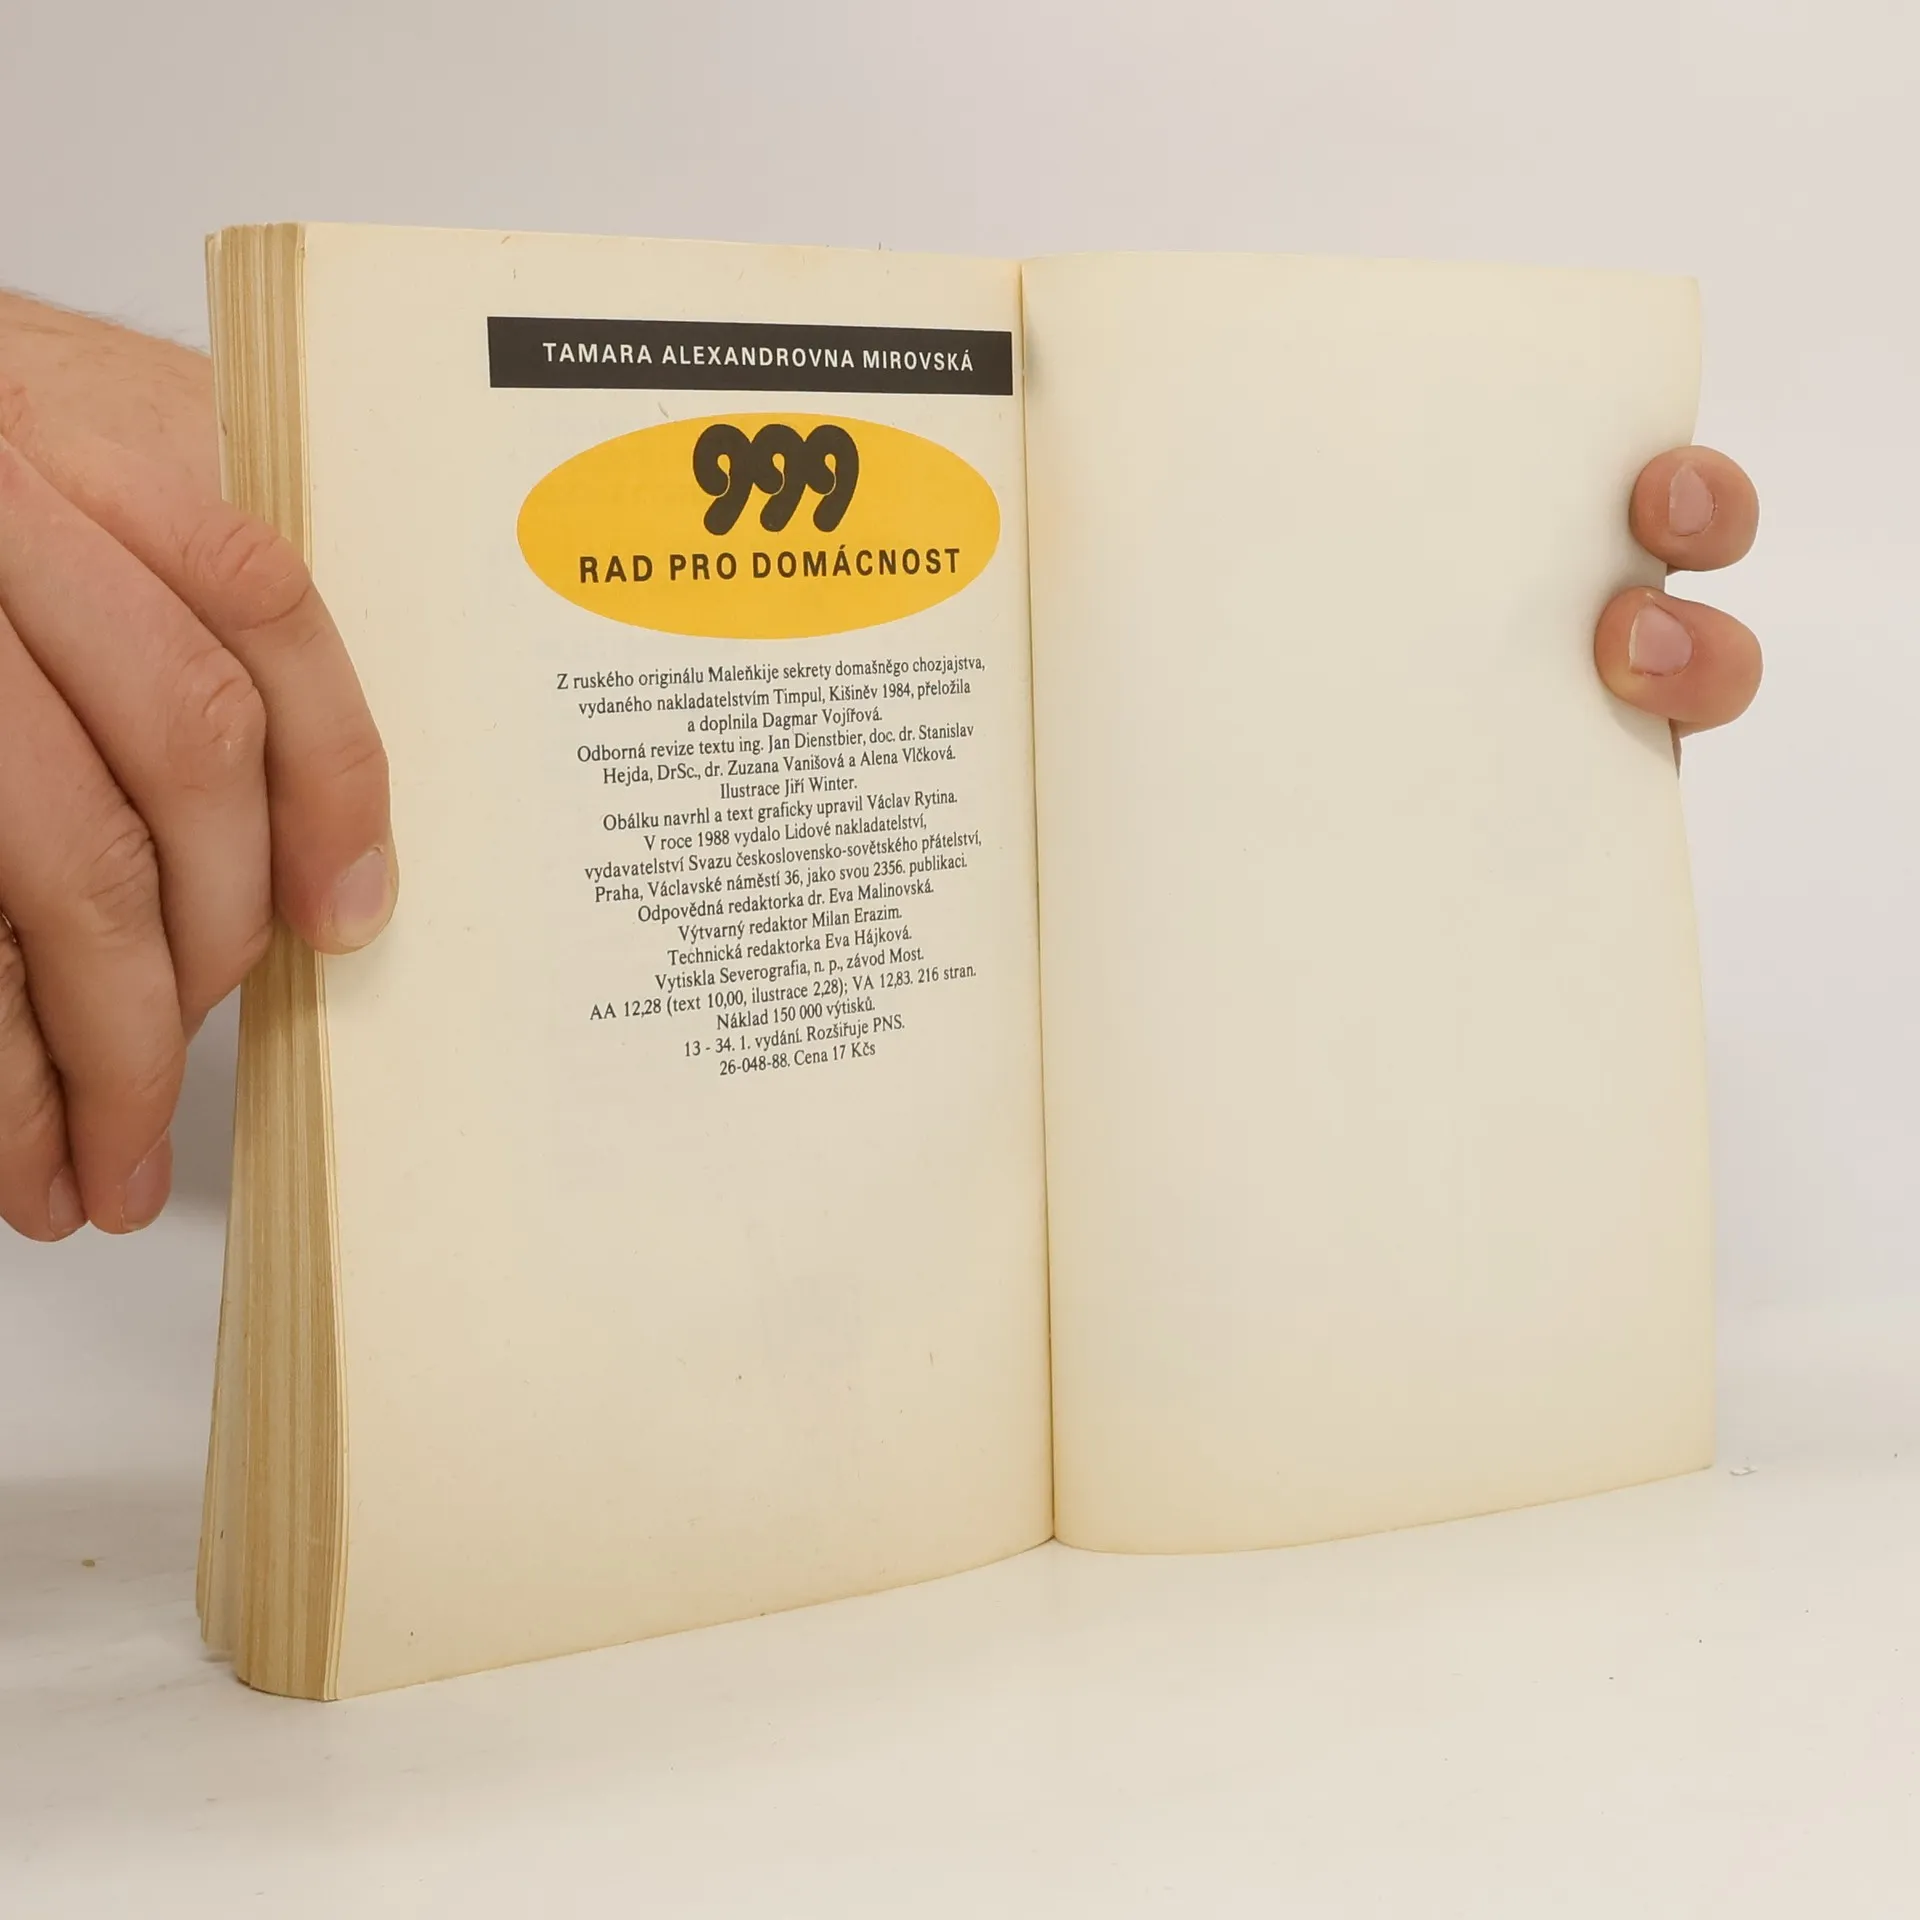 TAMARA ALEXANDROVNA MIROVSKÁ
999
RAD PRO DOMÁCNOST
Z ruského originálu Maleňkije sekrety domašněgo chozjajstva,
vydaného nakladatelstvím Timpul, Kišiněv 1984, přeložila
a doplnila Dagmar Vojířová.
Odborná revize textu ing. Jan Dienstbier, doc. dr. Stanislav
Hejda, DrSc., dr. Zuzana Vanišová a Alena Vlčková.
Ilustrace Jiří Winter.
Obálku navrhl a text graficky upravil Václav Rytina.
V roce 1988 vydalo Lidové nakladatelství,
vydavatelství Svazu československo-sovětského přátelství,
Praha, Václavské náměstí 36, jako svou 2356. publikaci.
Odpovědná redaktorka dr. Eva Malinovská.
Výtvarný redaktor Milan Erazim.
Technická redaktorka Eva Hájková.
Vytiskla Severografia, n. p., závod Most.
AA 12,28 (text 10,00, ilustrace 2,28); VA 12,83. 216 stran.
Náklad 150 000 výtisků.
13 - 34. 1. vydání. Rozšiřuje PNS.
26-048-88. Cena 17 Kčs